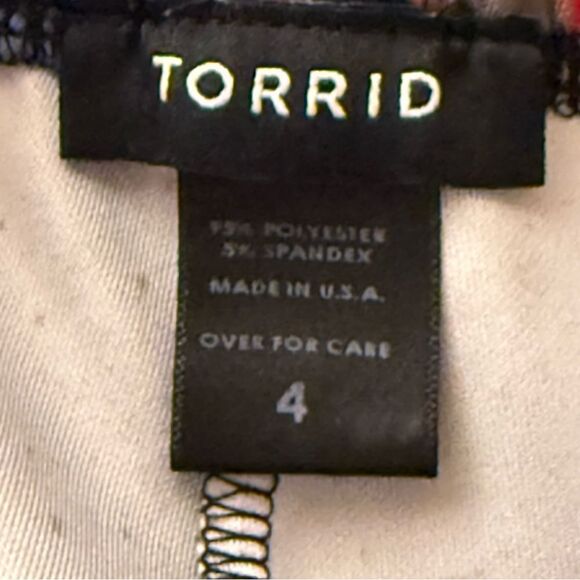 TORRID
95% POLYESTER
5% SPANDEX
MADE IN U.S.A.
OVER FOR CARE
4